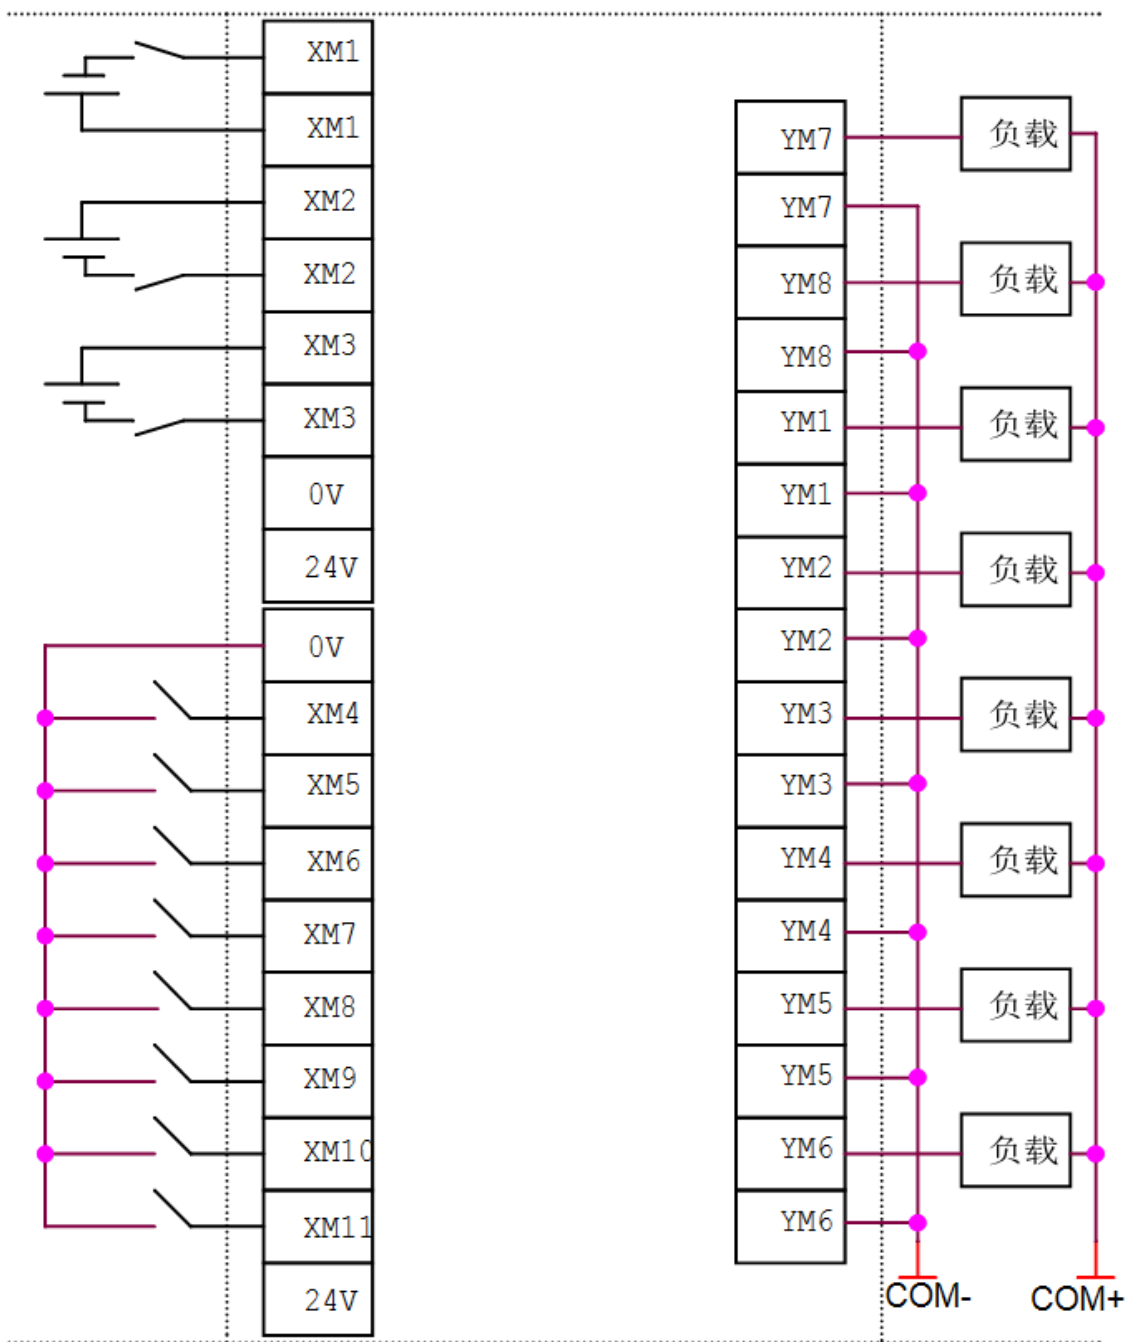 XM1
XM1
XM2
XM2
XM3
XM3
0V
24V
0V
XM4
XM5
XM6
XM7
XM8
XM9
XM10
XM11
24V
YM7
负载
YM7
YM8
负载
YM8
YM1
负载
YM1
YM2
负载
YM2
YM3
负载
YM3
YM4
负载
YM4
YM5
负载
YM5
YM6
负载
YM6
COM-
COM+